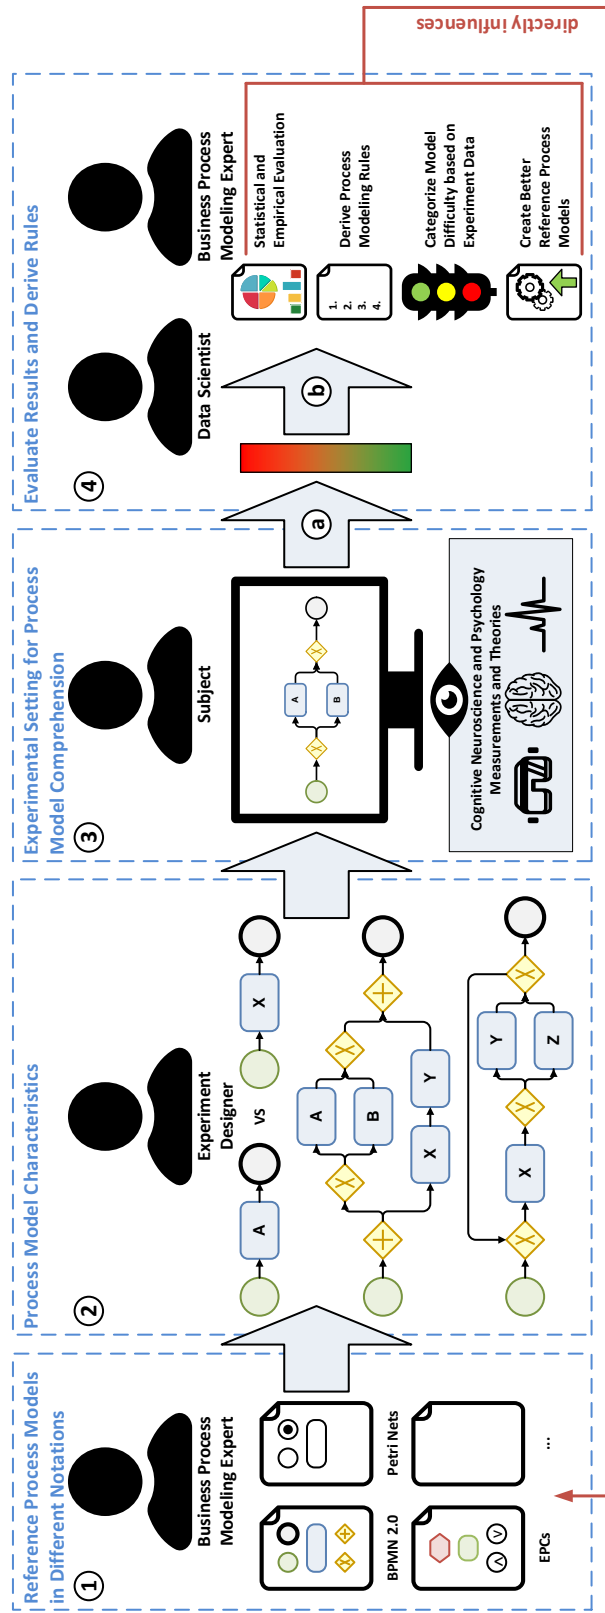 Reference Process Models
in Different Notations
1
Business Process
Modeling Expert
BPMN 2.0
Petri Nets
EPCs
...
Process Model Characteristics
2
Experiment
Designer
A
vs
X
A
B
X
Y
X
Y
Z
Experimental Setting for Process
Model Comprehension
3
Subject
A
B
Cognitive Neuroscience and Psychology
Measurements and Theories
a
Evaluate Results and Derive Rules
4
Data Scientist
Business Process
Modeling Expert
b
Statistical and
Empirical Evaluation
1.
2.
3.
4.
Derive Process
Modeling Rules
Categorize Model
Difficulty based on
Experiment Data
Create Better
Reference Process
Models
directly influences